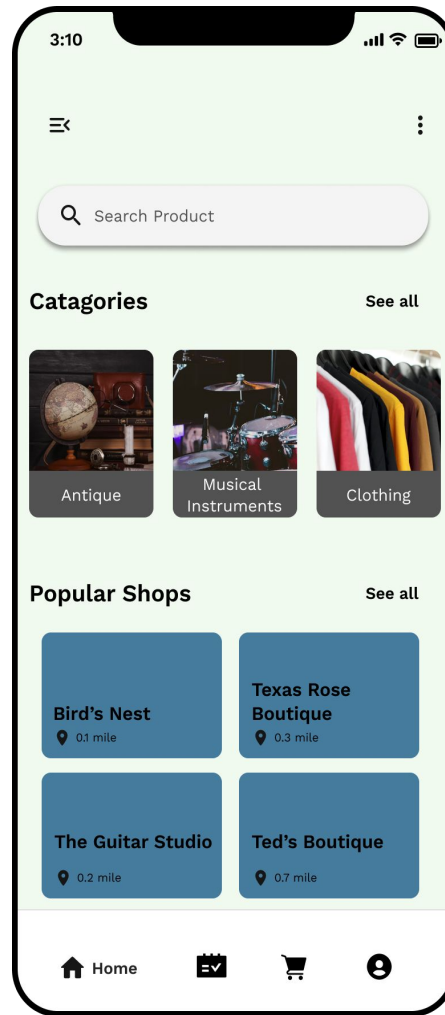 3:10
Search Product
Catagories
See all
Antique
Musical
Instruments
Clothing
Popular Shops
See all
Bird's Nest
0.1 mile
Texas Rose
Boutique
0.3 mile
The Guitar Studio
0.2 mile
Ted's Boutique
0.7 mile
Home